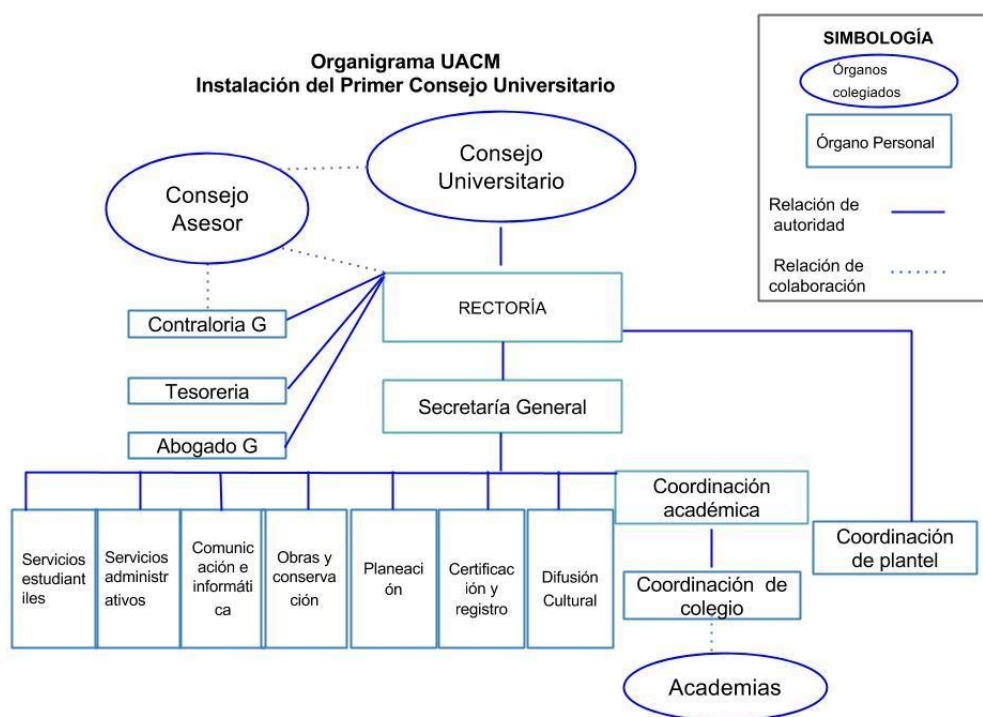 Organigrama UACM
Instalación del Primer Consejo Universitario
SIMBOLOGÍA
Órganos
colegiados
Órgano Personal
Relación de
autoridad
Relación de
colaboración
Consejo
Universitario
Consejo
Asesor
RECTORÍA
Contraloria G
Tesoreria
Abogado G
Secretaría General
Coordinación
académica
Coordinación
de plantel
Servicios
estudiant
iles
Servicios
administr
ativos
Comunic
ación e
informáti
ca
Obras y
conserva
ción
Planeaci
ón
Certificac
ión y
registro
Difusión
Cultural
Coordinación de
colegio
Academias